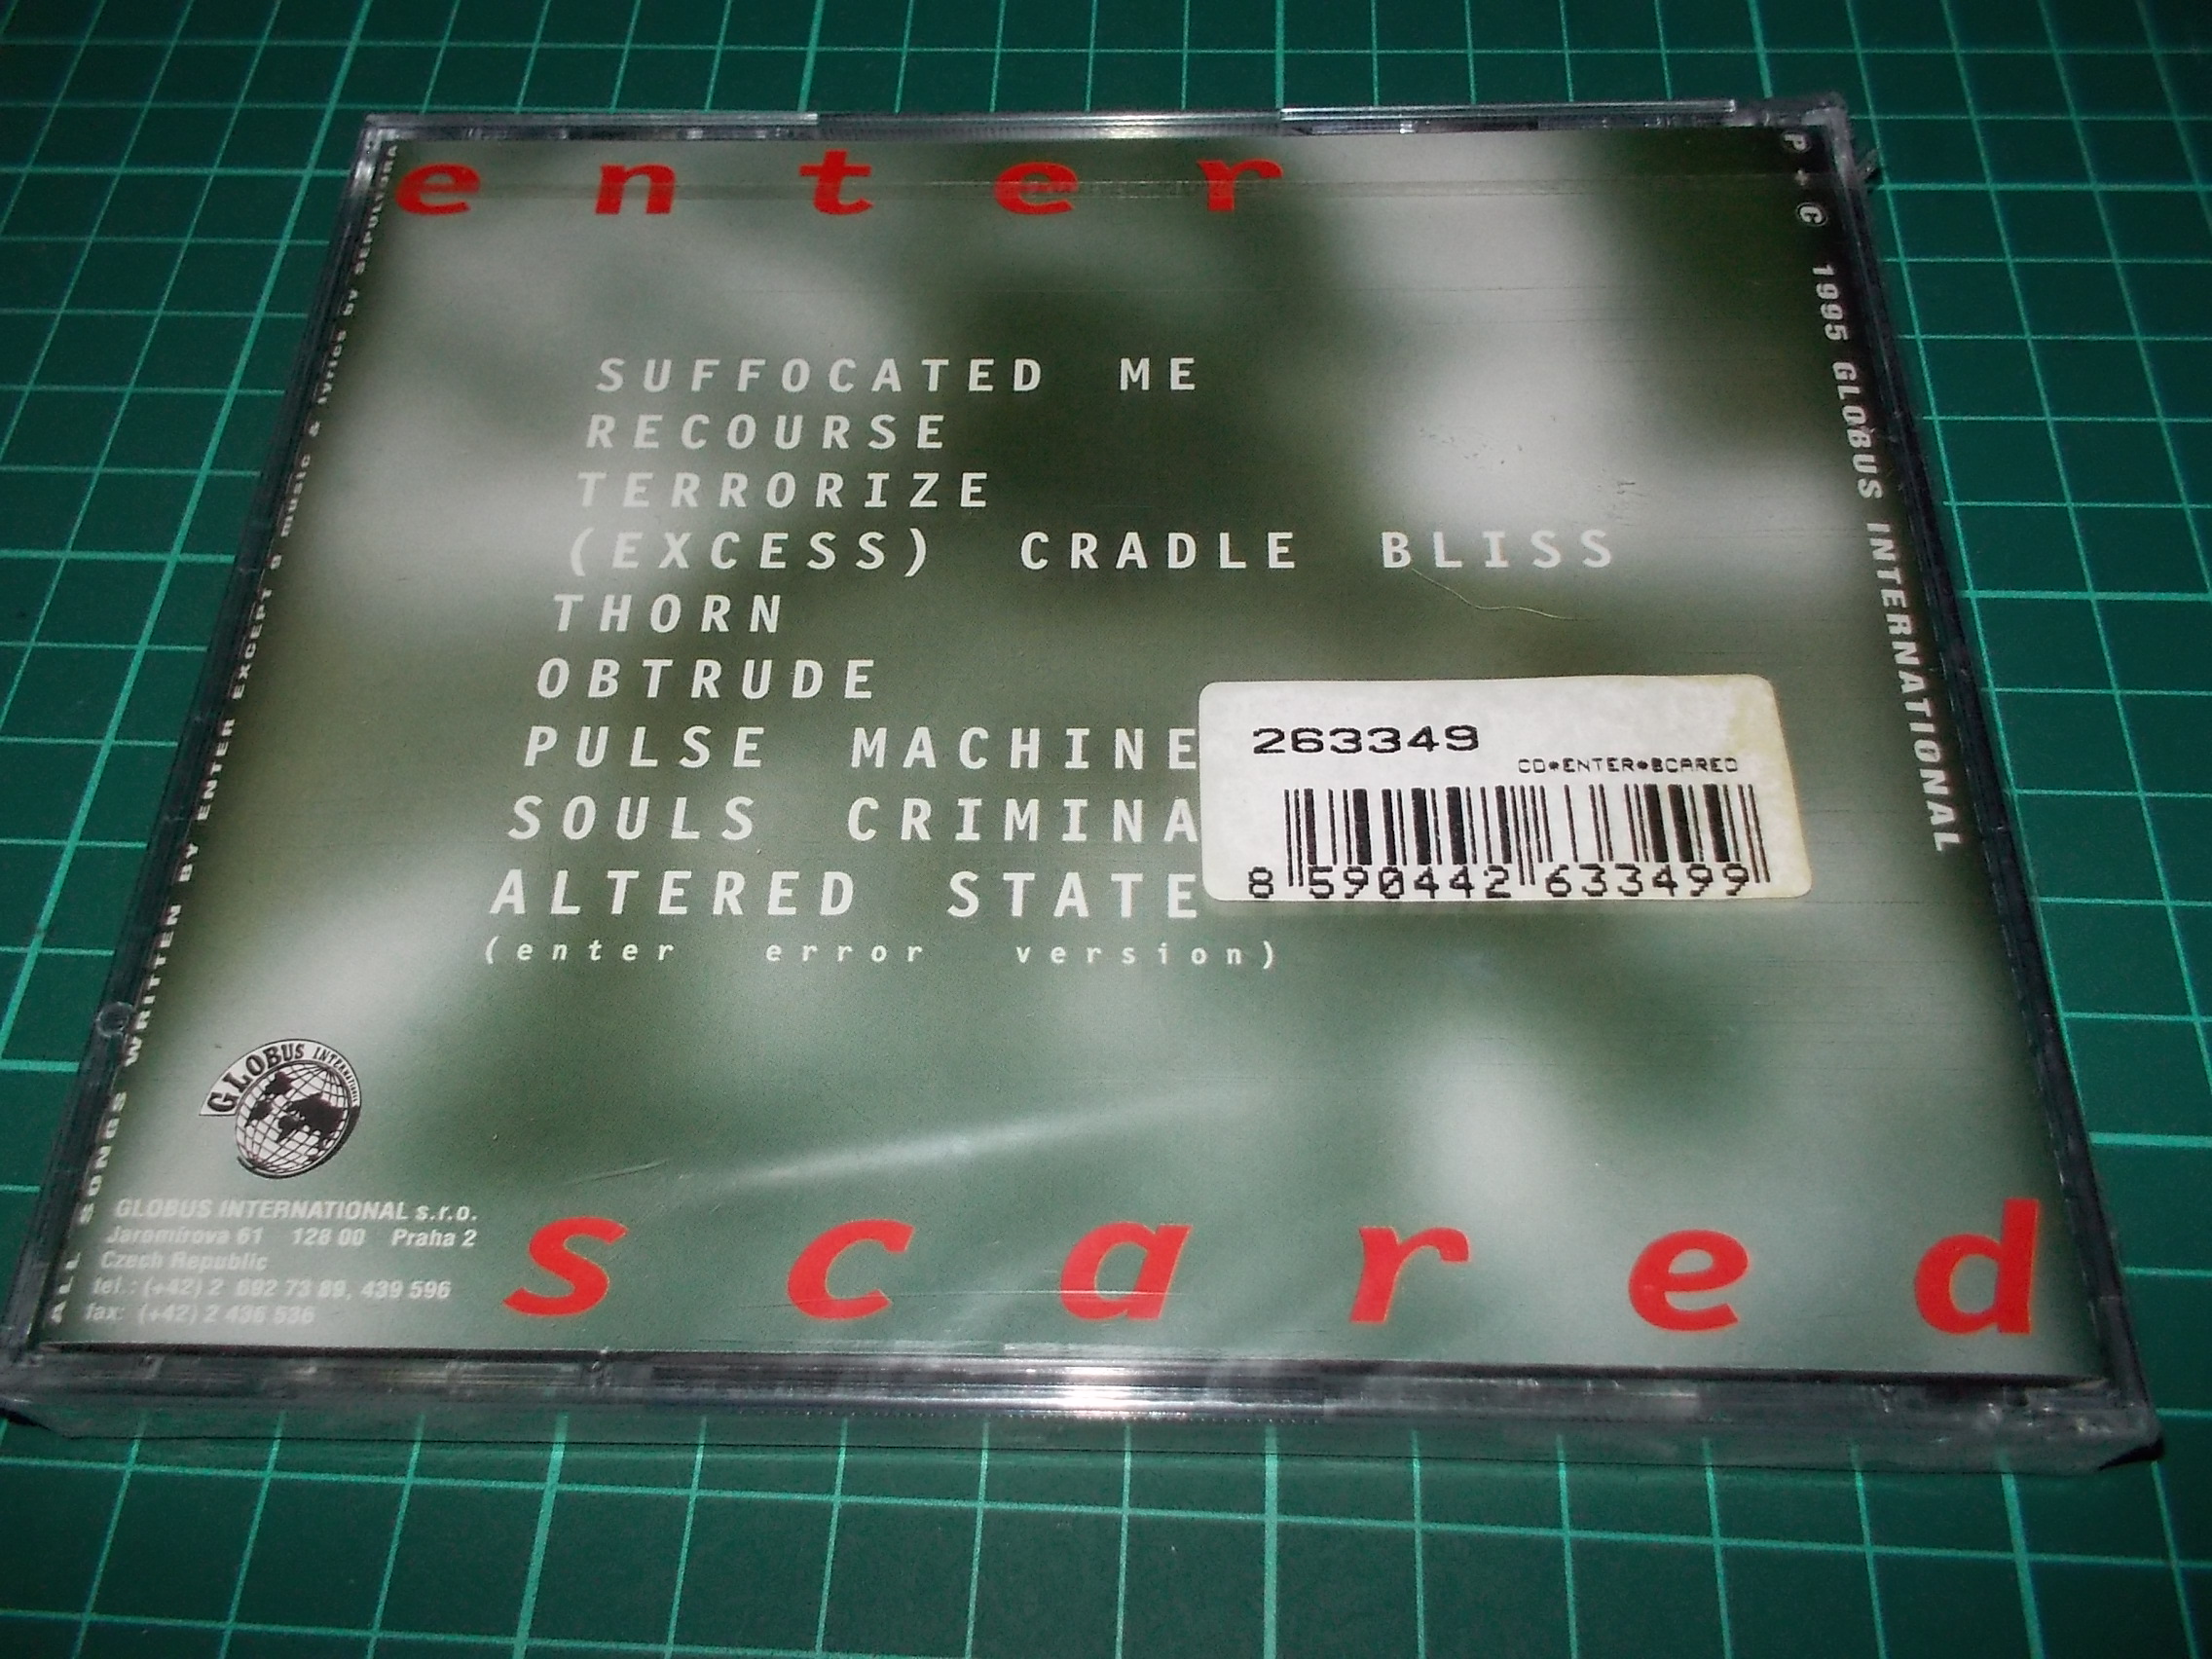 enter
SUFFOCATED ME
RECOURSE
TERRORIZE
(EXCESS) CRADLE BLISS
THORN
OBTRUDE
PULSE MACHINE
SOULS CRIMINA
ALTERED STATE
(enter error version)
263349
CD*ENTER*SCARED
8 590442 633499
GLOBUS INTERNATIONAL
GLOBUS INTERNATIONAL s.r.o.
Jaromírova 61 128 00 Praha 2
Czech Republic
tel.: (+42) 2 692 73 89, 439 596
fax: (+42) 2 436 536
scared
ALL SONGS WRITTEN BY ENTER EXCEPT 9 music & lyrics by SEPULTURA
P + C 1995 GLOBUS INTERNATIONAL